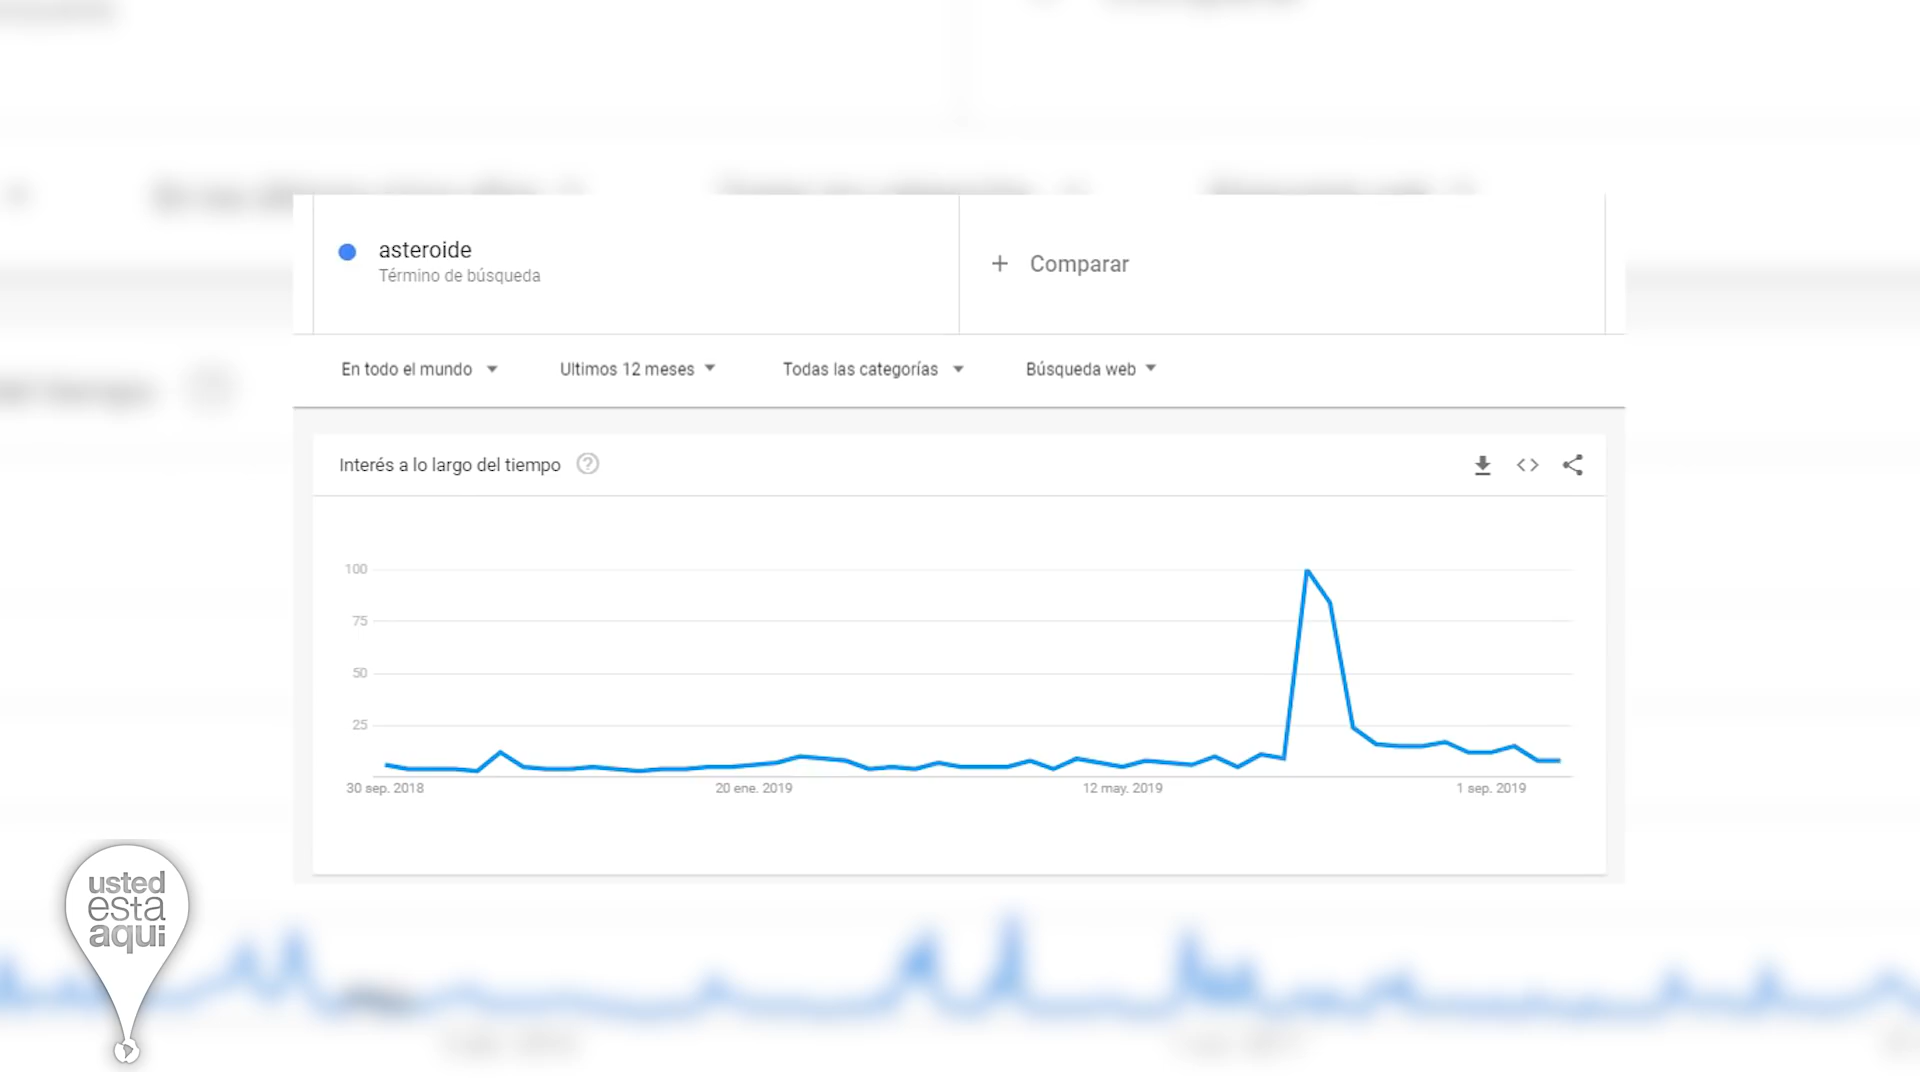 asteroide
Término de búsqueda
+ Comparar
En todo el mundo
Ultimos 12 meses
Todas las categorías
Búsqueda web
Interés a lo largo del tiempo
100
75
50
25
30 sep. 2018
20 ene. 2019
12 may. 2019
1 sep. 2019
usted
esta
aqui